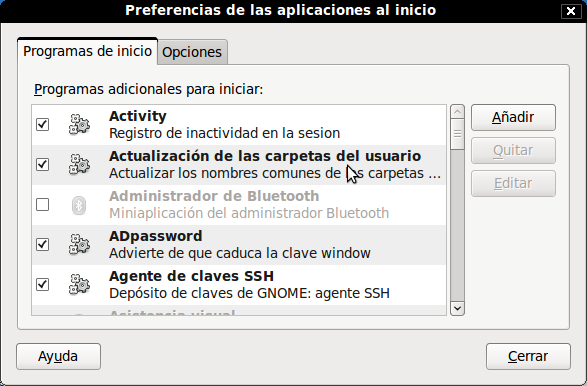 Preferencias de las aplicaciones al inicio
Programas de inicio
Opciones
Programas adicionales para iniciar:
Activity
Registro de inactividad en la sesion
Actualización de las carpetas del usuario
Actualizar los nombres comunes de las carpetas ...
Administrador de Bluetooth
Miniaplicación del administrador Bluetooth
ADpassword
Advierte de que caduca la clave window
Agente de claves SSH
Depósito de claves de GNOME: agente SSH
Asistencia visual
Añadir
Quitar
Editar
Ayuda
Cerrar